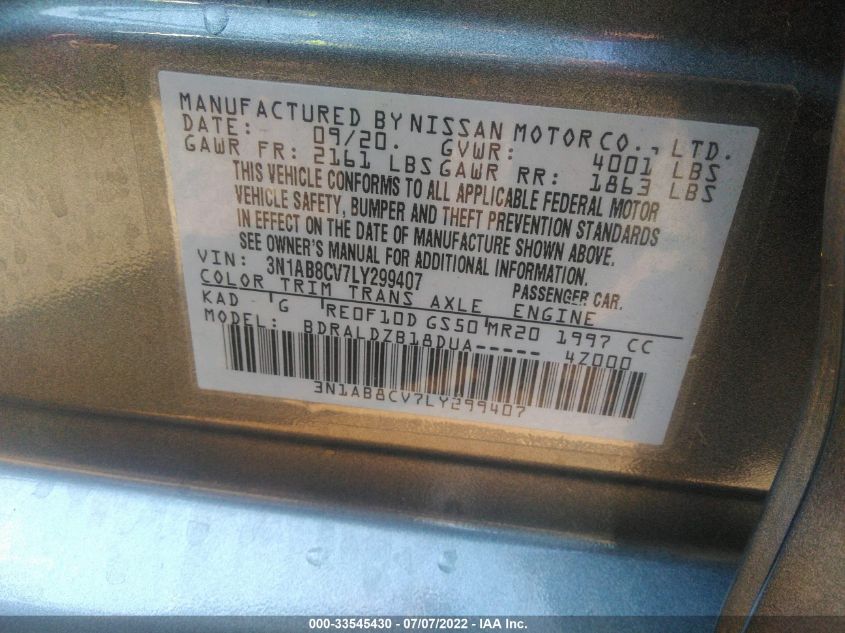 MANUFACTURED BY NISSAN MOTOR CO., LTD.
DATE: 09/20. GVWR: 4001 LBS
GAWR FR: 2161 LBS GAWR RR: 1863 LBS
THIS VEHICLE CONFORMS TO ALL APPLICABLE FEDERAL MOTOR
VEHICLE SAFETY, BUMPER AND THEFT PREVENTION STANDARDS
IN EFFECT ON THE DATE OF MANUFACTURE SHOWN ABOVE.
SEE OWNER'S MANUAL FOR ADDITIONAL INFORMATION.
VIN: 3N1AB8CV7LY299407 PASSENGER CAR.
COLOR TRIM TRANS AXLE ENGINE
KAD G RE0F10D GS50 MR20 1997 CC
MODEL: BDRALDZB18DUA----- 4Z000
3N1AB8CV7LY299407
000-33545430 - 07/07/2022 - IAA Inc.